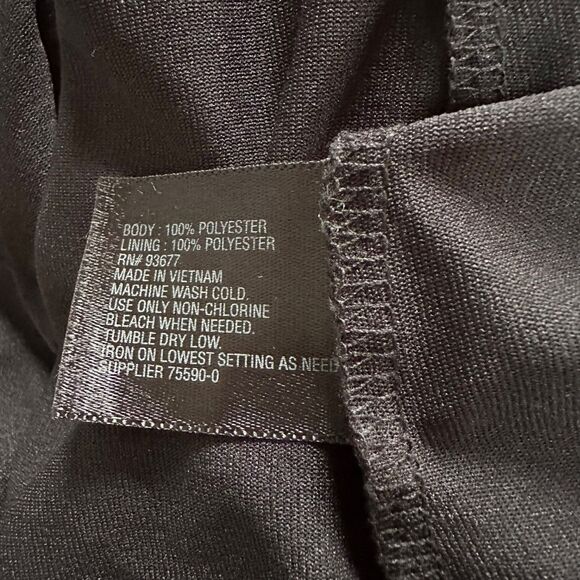 BODY : 100% POLYESTER
LINING : 100% POLYESTER
RN# 93677
MADE IN VIETNAM
MACHINE WASH COLD.
USE ONLY NON-CHLORINE
BLEACH WHEN NEEDED.
TUMBLE DRY LOW.
IRON ON LOWEST SETTING AS NEED
SUPPLIER 75590-0